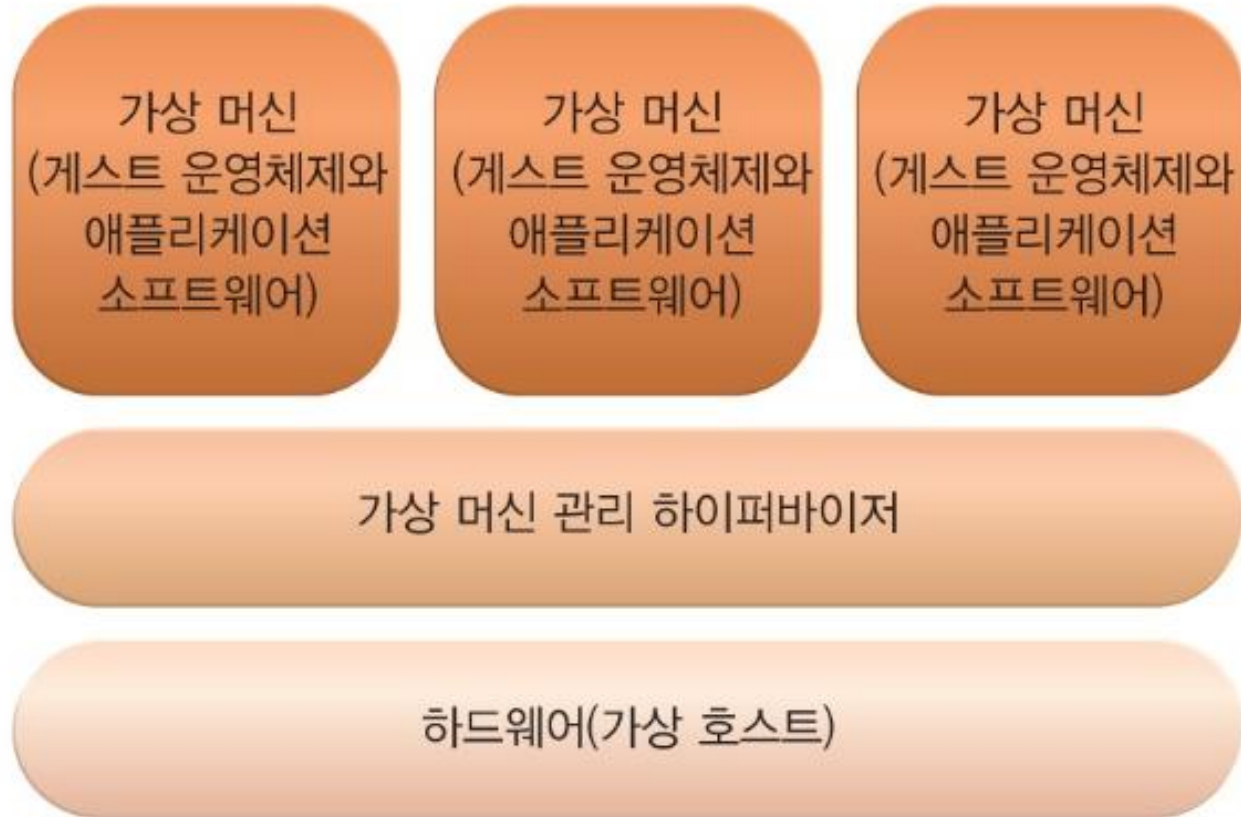 가상 머신
(게스트 운영체제와
애플리케이션
소프트웨어)
가상 머신
(게스트 운영체제와
애플리케이션
소프트웨어)
가상 머신
(게스트 운영체제와
애플리케이션
소프트웨어)
가상 머신 관리 하이퍼바이저
하드웨어(가상 호스트)